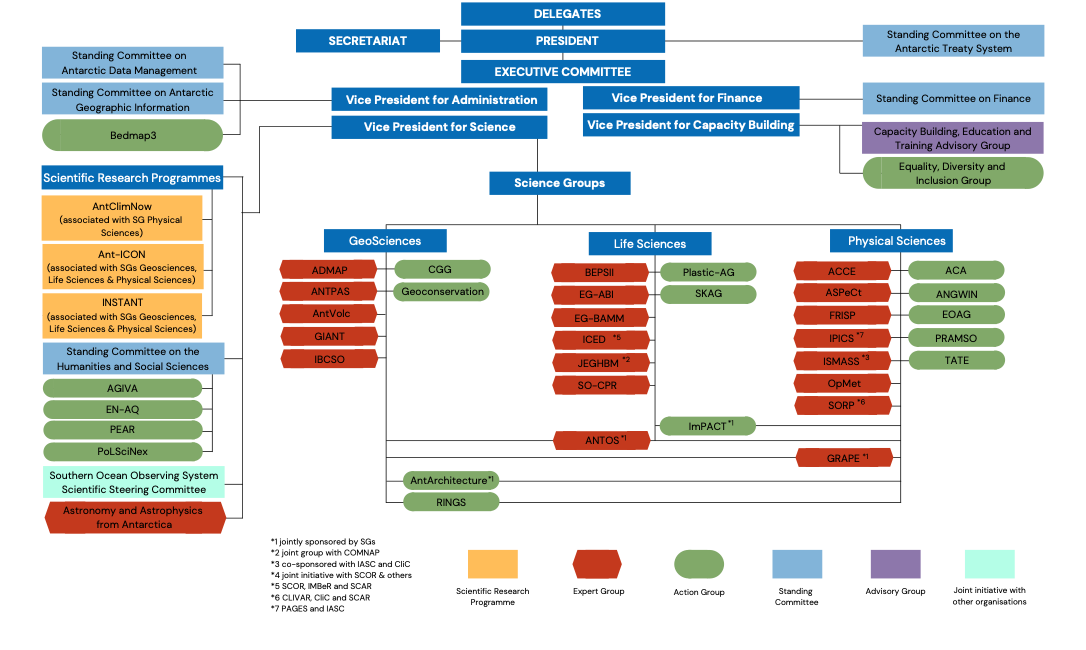 DELEGATES
SECRETARIAT
PRESIDENT
EXECUTIVE COMMITTEE
Standing Committee on the
Antarctic Treaty System
Standing Committee on
Antarctic Data Management
Standing Committee on Antarctic
Geographic Information
Bedmap3
Vice President for Administration
Vice President for Science
Vice President for Finance
Vice President for Capacity Building
Standing Committee on Finance
Capacity Building, Education and
Training Advisory Group
Equality, Diversity and
Inclusion Group
Scientific Research Programmes
AntClimNow
(associated with SG Physical
Sciences)
Ant-ICON
(associated with SGs Geosciences,
Life Sciences & Physical Sciences)
INSTANT
(associated with SGs Geosciences,
Life Sciences & Physical Sciences)
Standing Committee on the
Humanities and Social Sciences
AGIVA
EN-AQ
PEAR
PoLSciNex
Southern Ocean Observing System
Scientific Steering Committee
Astronomy and Astrophysics
from Antarctica
Science Groups
GeoSciences
ADMAP
CGG
ANTPAS
Geoconservation
AntVolc
GIANT
IBCSO
Life Sciences
BEPSII
Plastic-AG
EG-ABI
SKAG
EG-BAMM
ICED *5
JEGHBM *2
SO-CPR
ImPACT *1
ANTOS *1
Physical Sciences
ACCE
ACA
ASPeCt
ANGWIN
FRISP
EOAG
IPICS *7
PRAMSO
ISMASS *3
TATE
OpMet
SORP *6
GRAPE *1
AntArchitecture*1
RINGS
*1 jointly sponsored by SGs
*2 joint group with COMNAP
*3 co-sponsored with IASC and CliC
*4 joint initiative with SCOR & others
*5 SCOR, IMBeR and SCAR
*6 CLIVAR, CliC and SCAR
*7 PAGES and IASC
Scientific Research
Programme
Expert Group
Action Group
Standing
Committee
Advisory Group
Joint initiative with
other organisations